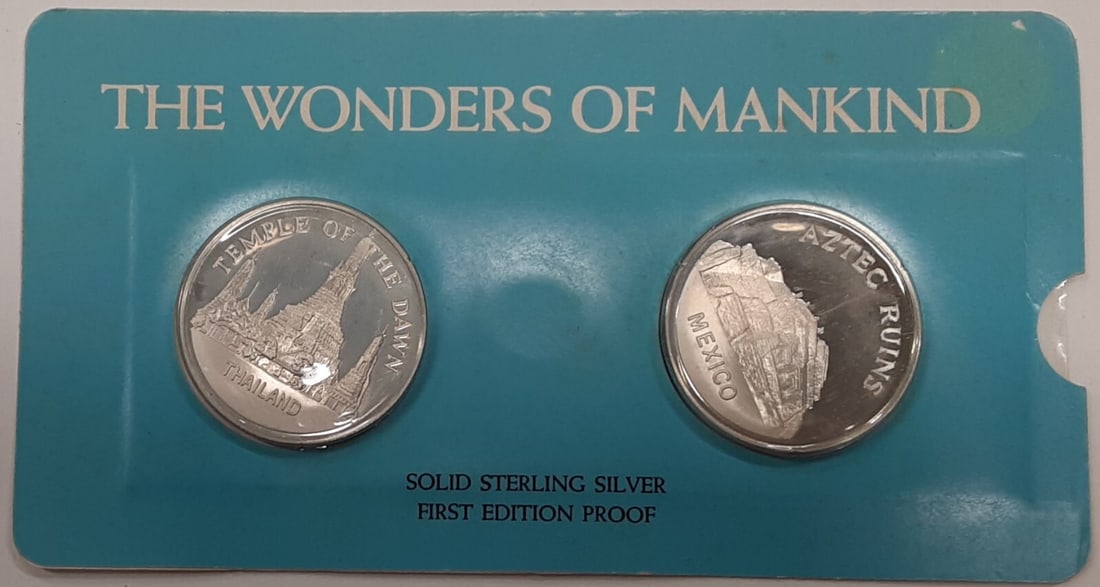 THE WONDERS OF MANKIND
TEMPLE OF THE DAWN
THAILAND
AZTEC RUINS
MEXICO
SOLID STERLING SILVER
FIRST EDITION PROOF